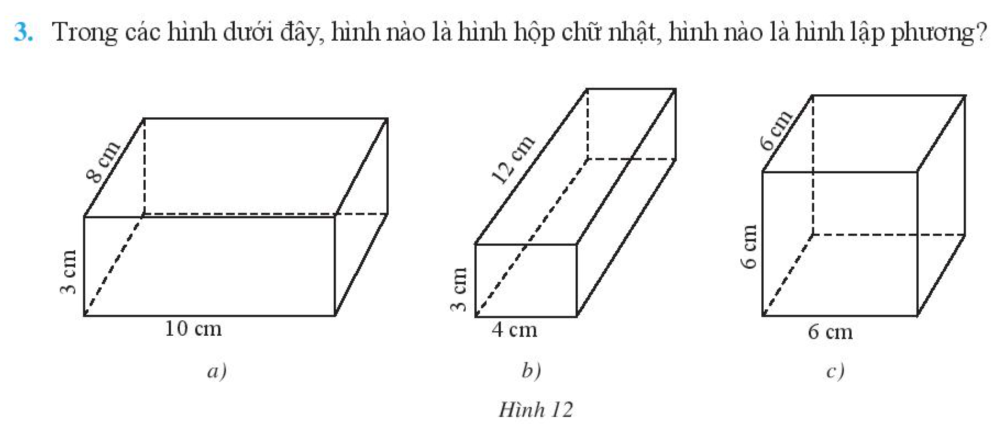 3. Trong các hình dưới đây, hình nào là hình hộp chữ nhật, hình nào là hình lập phương?
8 cm
3 cm
10 cm
12 cm
3 cm
4 cm
6 cm
6 cm
6 cm
a)
b)
c)
Hình 12